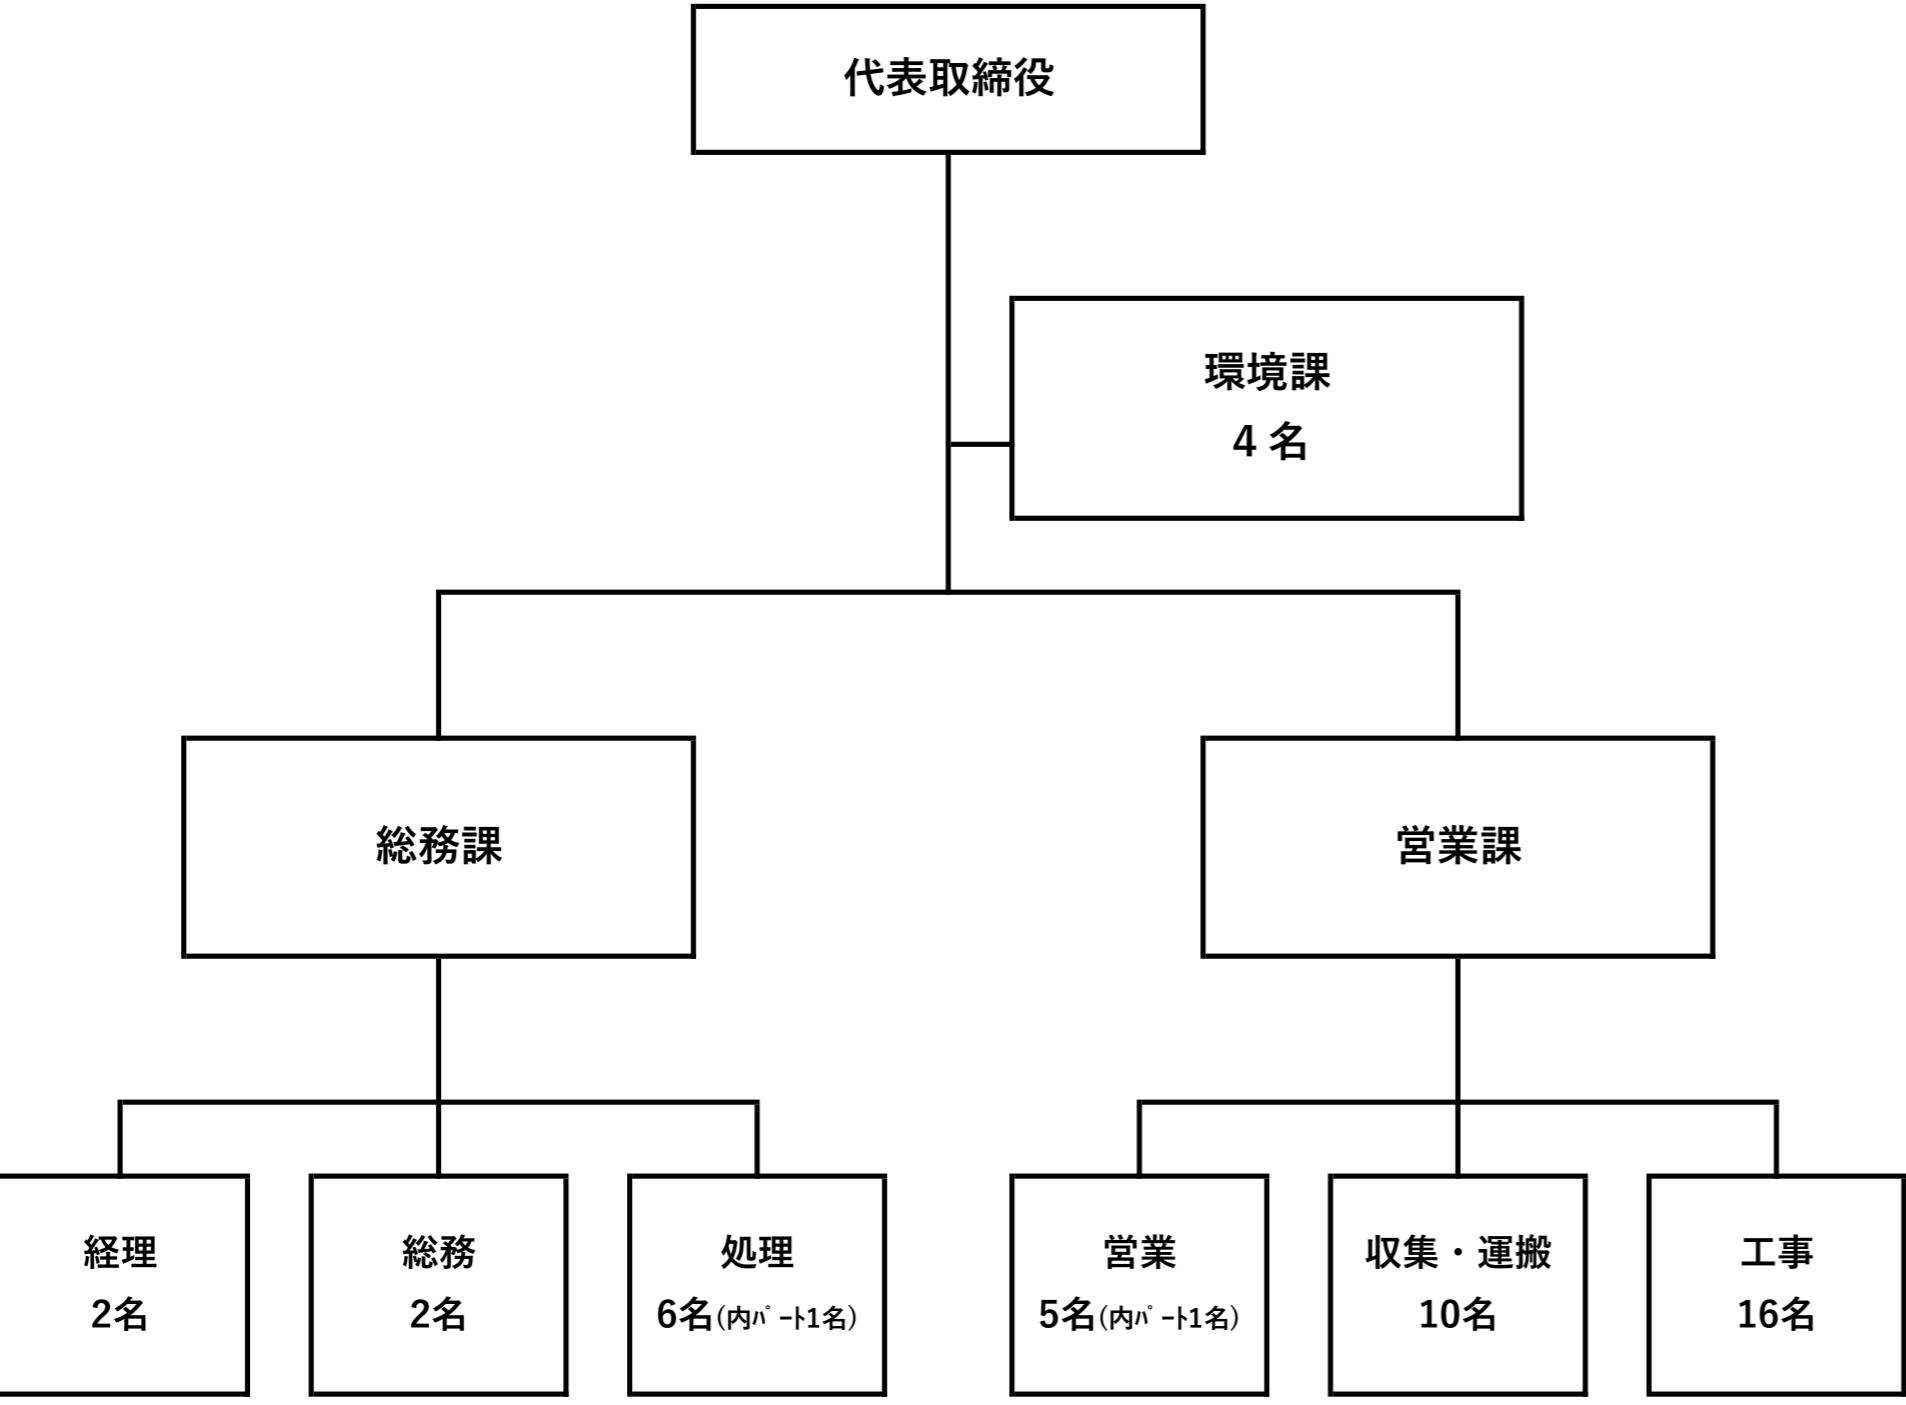 代表取締役
環境課
4 名
総務課
営業課
経理
2名
総務
2名
処理
6名(内ﾊﾟｰﾄ1名)
営業
5名(内ﾊﾟｰﾄ1名)
収集・運搬
10名
工事
16名